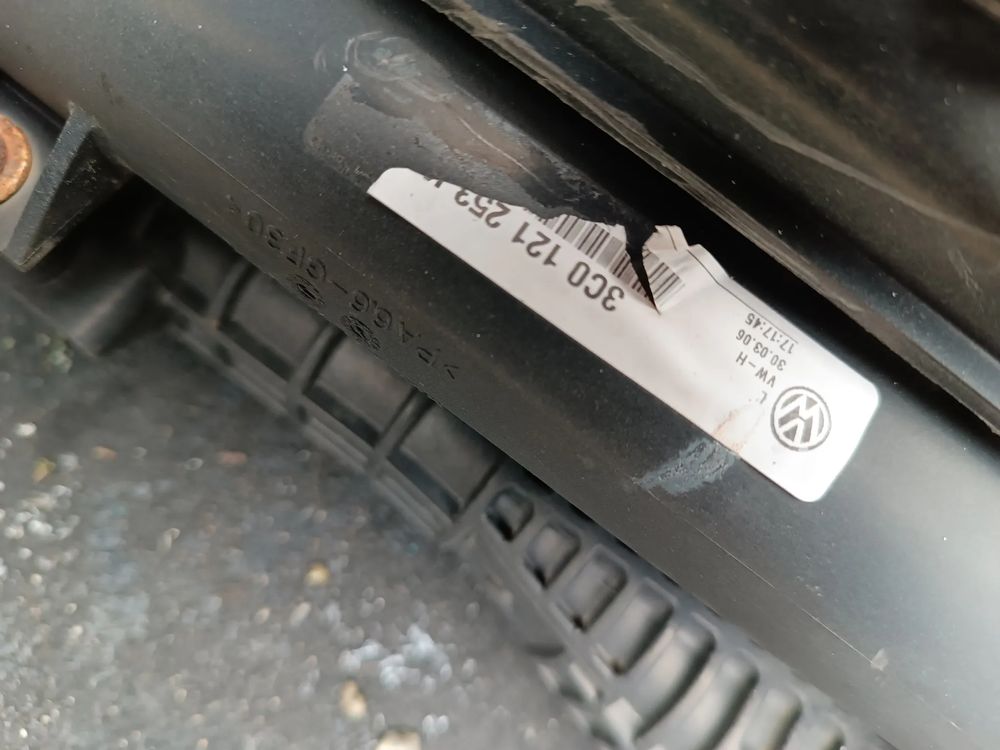 VW-H
30.03.06
17:17:45
3C0 121 253
>PA66-GF30<